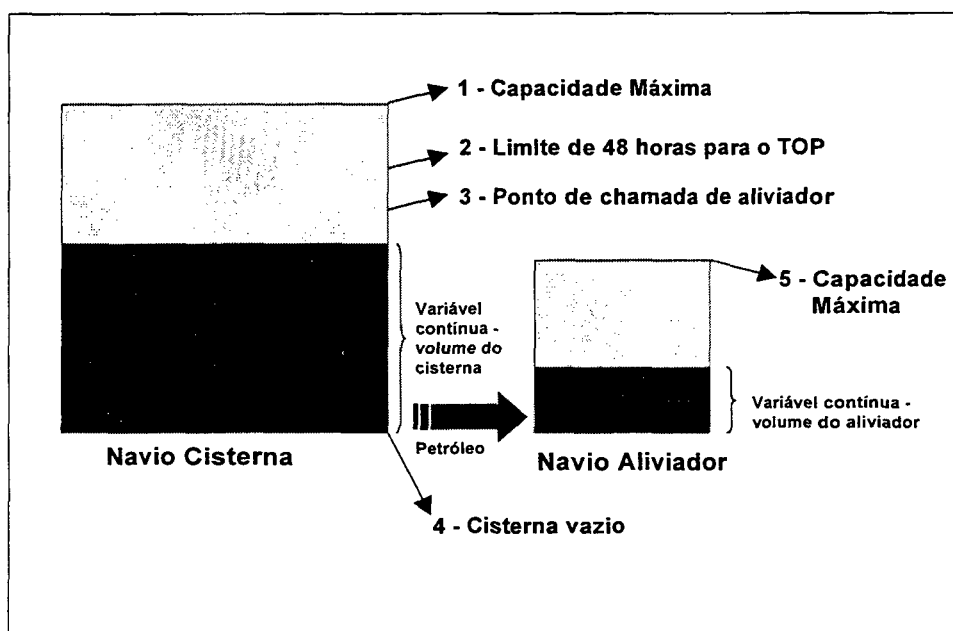 1 - Capacidade Máxima
2 - Limite de 48 horas para o TOP
3 - Ponto de chamada de aliviador
5 - Capacidade
Máxima
Variável
contínua -
volume do
cisterna
Variável contínua -
volume do aliviador
Petróleo
Navio Cisterna
Navio Aliviador
4 - Cisterna vazio